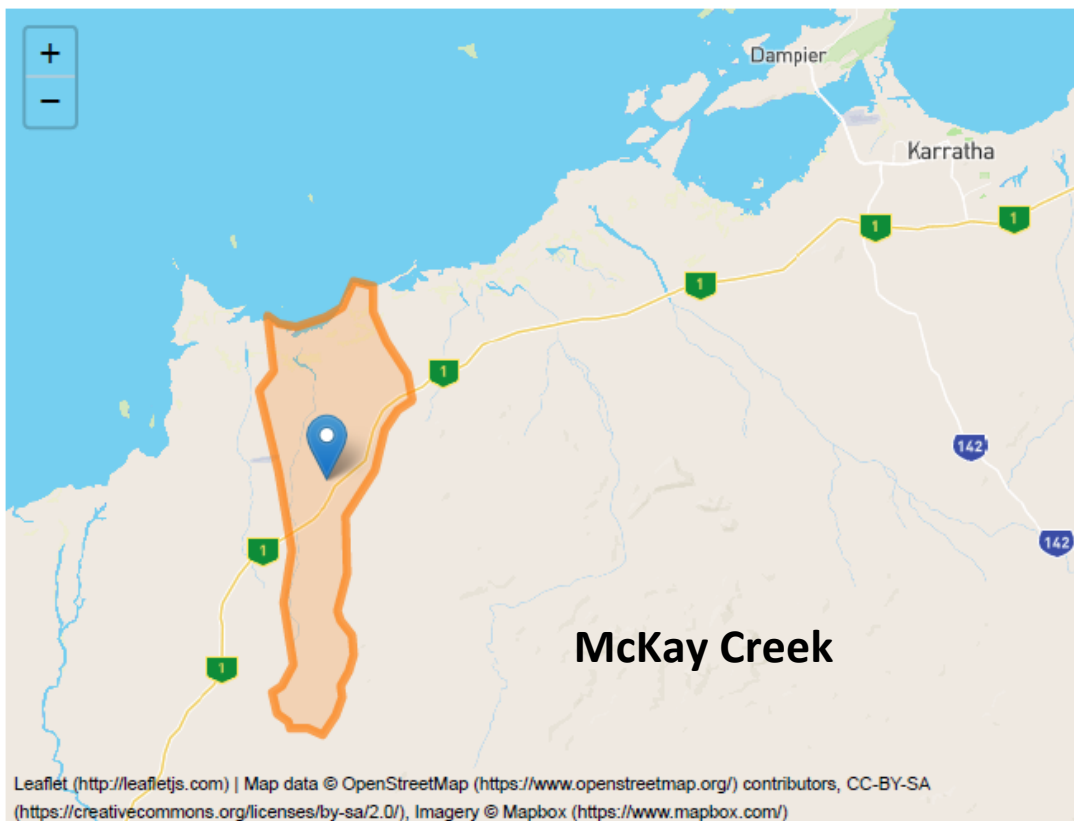 +
−
Dampier
Karratha
1
1
1
1
142
1
142
1
McKay Creek
Leaflet (http://leafletjs.com) | Map data © OpenStreetMap (https://www.openstreetmap.org/) contributors, CC-BY-SA
(https://creativecommons.org/licenses/by-sa/2.0/), Imagery © Mapbox (https://www.mapbox.com/)